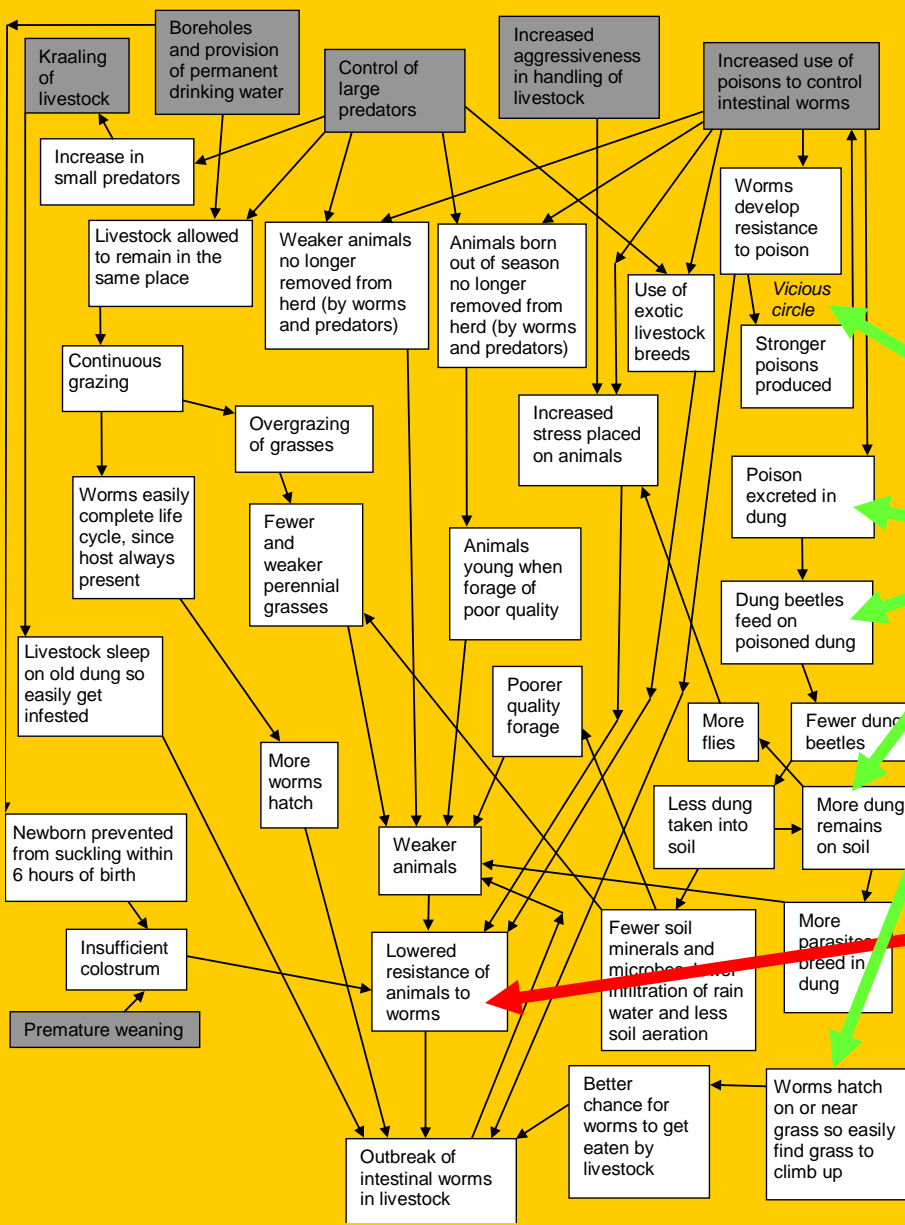 Boreholes
and provision
of permanent
drinking water
Kraaling
of
livestock
Control of
large
predators
Increased
aggressiveness
in handling of
livestock
Increased use of
poisons to control
intestinal worms
Increase in
small predators
Worms
develop
resistance
to poison
Livestock allowed
to remain in the
same place
Weaker animals
no longer
removed from
herd (by worms
and predators)
Animals born
out of season
no longer
removed from
herd (by worms
and predators)
Use of
exotic
livestock
breeds
Vicious
circle
Stronger
poisons
produced
Continuous
grazing
Overgrazing
of grasses
Increased
stress placed
on animals
Worms easily
complete life
cycle, since
host always
present
Fewer
and
weaker
perennial
grasses
Animals
young when
forage of
poor quality
Poison
excreted in
dung
Dung beetles
feed on
poisoned dung
Livestock sleep
on old dung so
easily get
infested
Poorer
quality
forage
More
flies
Fewer dung
beetles
More
worms
hatch
Less dung
taken into
soil
More dung
remains
on soil
Newborn prevented
from suckling within
6 hours of birth
Weaker
animals
Insufficient
colostrum
Lowered
resistance of
animals to
worms
Fewer soil
minerals and
infiltration of rain
water and less
soil aeration
More
parasites
breed in
dung
Premature weaning
Better
chance for
worms to get
eaten by
livestock
Worms hatch
on or near
grass so easily
find grass to
climb up
Outbreak of
intestinal worms
in livestock